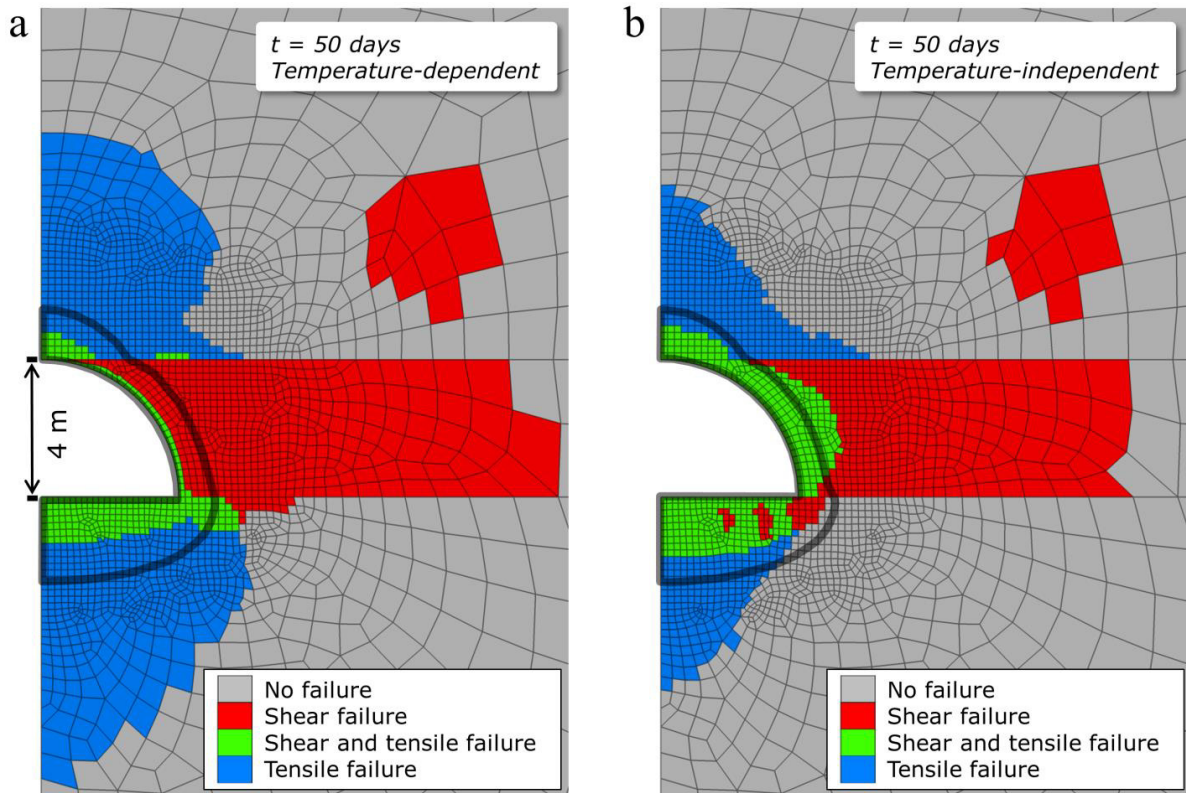 a
t = 50 days
Temperature-dependent
4 m
No failure
Shear failure
Shear and tensile failure
Tensile failure
b
t = 50 days
Temperature-independent
No failure
Shear failure
Shear and tensile failure
Tensile failure